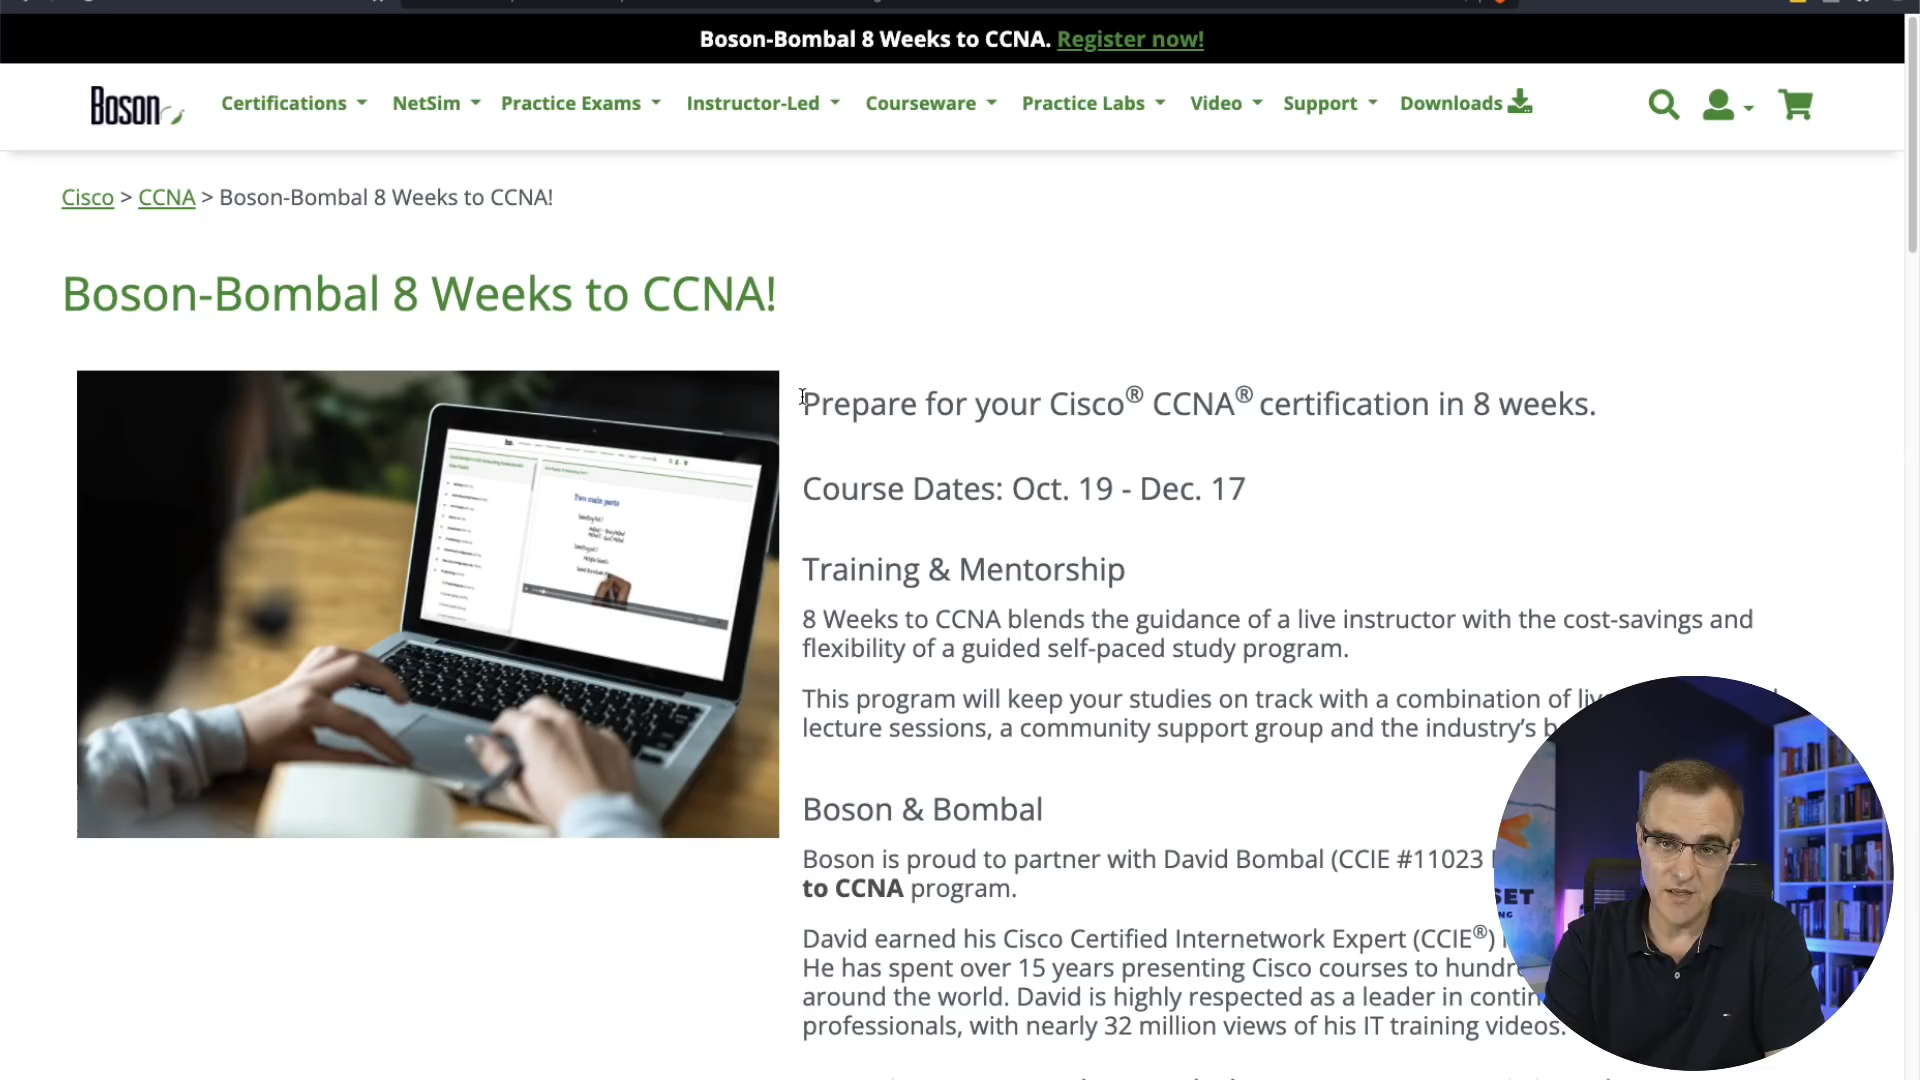 Boson-Bombal 8 Weeks to CCNA. Register now!
Boson
Certifications NetSim Practice Exams Instructor-Led Courseware Practice Labs Video Support Downloads
Cisco > CCNA > Boson-Bombal 8 Weeks to CCNA!
Boson-Bombal 8 Weeks to CCNA!
Prepare for your Cisco® CCNA® certification in 8 weeks.
Course Dates: Oct. 19 - Dec. 17
Training & Mentorship
8 Weeks to CCNA blends the guidance of a live instructor with the cost-savings and
flexibility of a guided self-paced study program.
This program will keep your studies on track with a combination of
lecture sessions, a community support group and the industry's
Boson & Bombal
Boson is proud to partner with David Bombal (CCIE #11023
to CCNA program.
David earned his Cisco Certified Internetwork Expert (CCIE®)
He has spent over 15 years presenting Cisco courses to
around the world. David is highly respected as a leader in
professionals, with nearly 32 million views of his IT training videos.
Two main parts